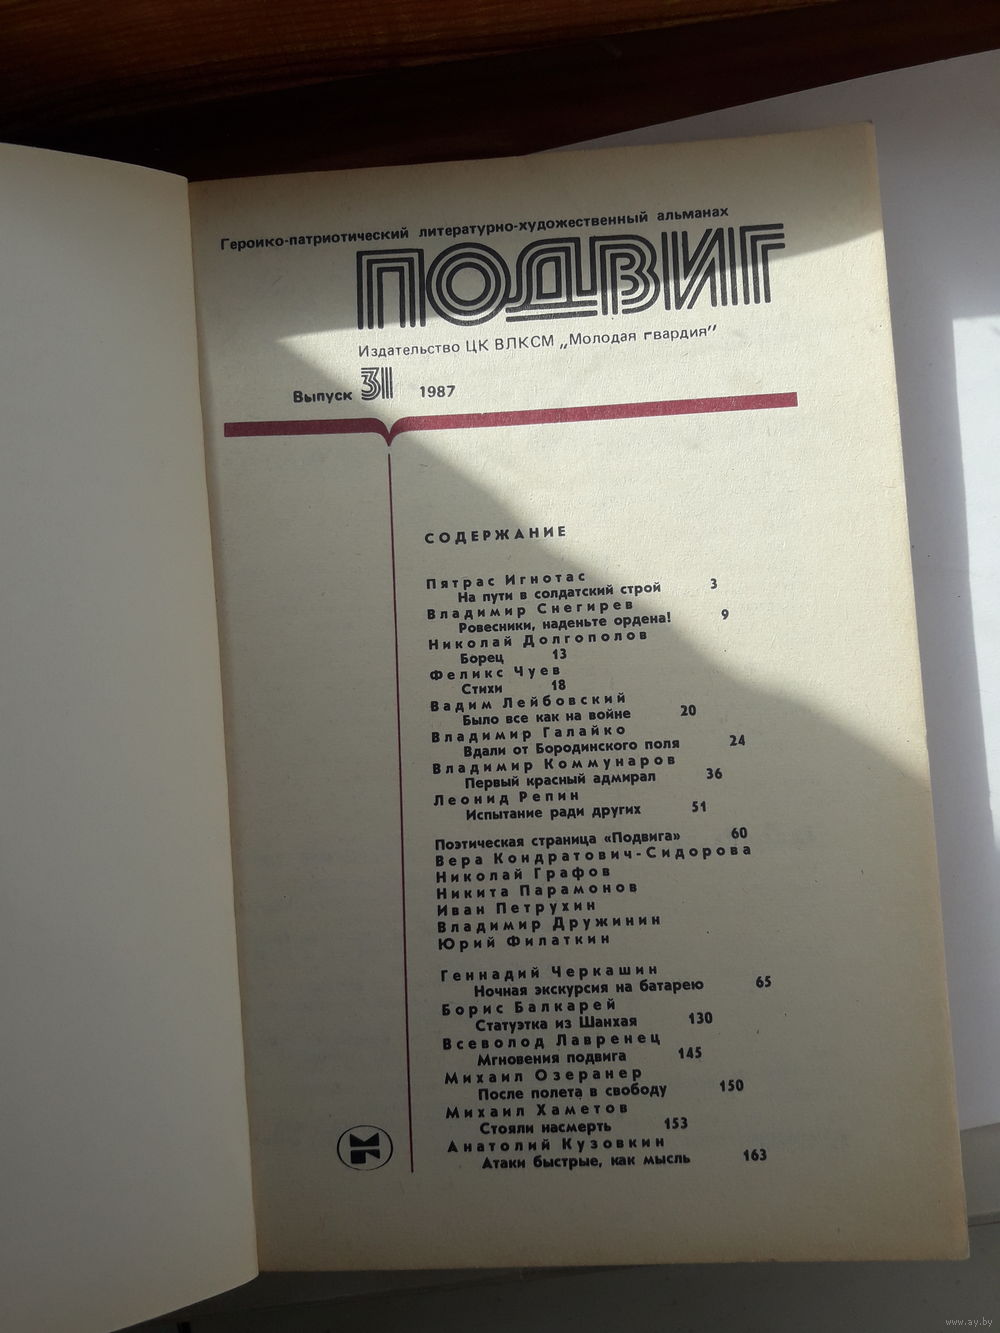 Героико-патриотический литературно-художественный альманах
ПОДВИГ
Издательство ЦК ВЛКСМ „Молодая гвардия”
Выпуск 31 1987
СОДЕРЖАНИЕ
Пятрас Игнотас
На пути в солдатский строй 3
Владимир Снегирев
Ровесники, наденьте ордена! 9
Николай Долгополов
Борец 13
Феликс Чуев
Стихи 18
Вадим Лейбовский
Было все как на войне 20
Владимир Галайко
Вдали от Бородинского поля 24
Владимир Коммунаров
Первый красный адмирал 36
Леонид Репин
Испытание ради других 51
Поэтическая страница «Подвига» 60
Вера Кондратович-Сидорова
Николай Графов
Никита Парамонов
Иван Петрухин
Владимир Дружинин
Юрий Филаткин
Геннадий Черкашин
Ночная экскурсия на батарею 65
Борис Балкарей
Статуэтка из Шанхая 130
Всеволод Лавренец
Мгновения подвига 145
Михаил Озеранер
После полета в свободу 150
Михаил Хаметов
Стояли насмерть 153
Анатолий Кузовкин
Атаки быстрые, как мысль 163
www.ay.by